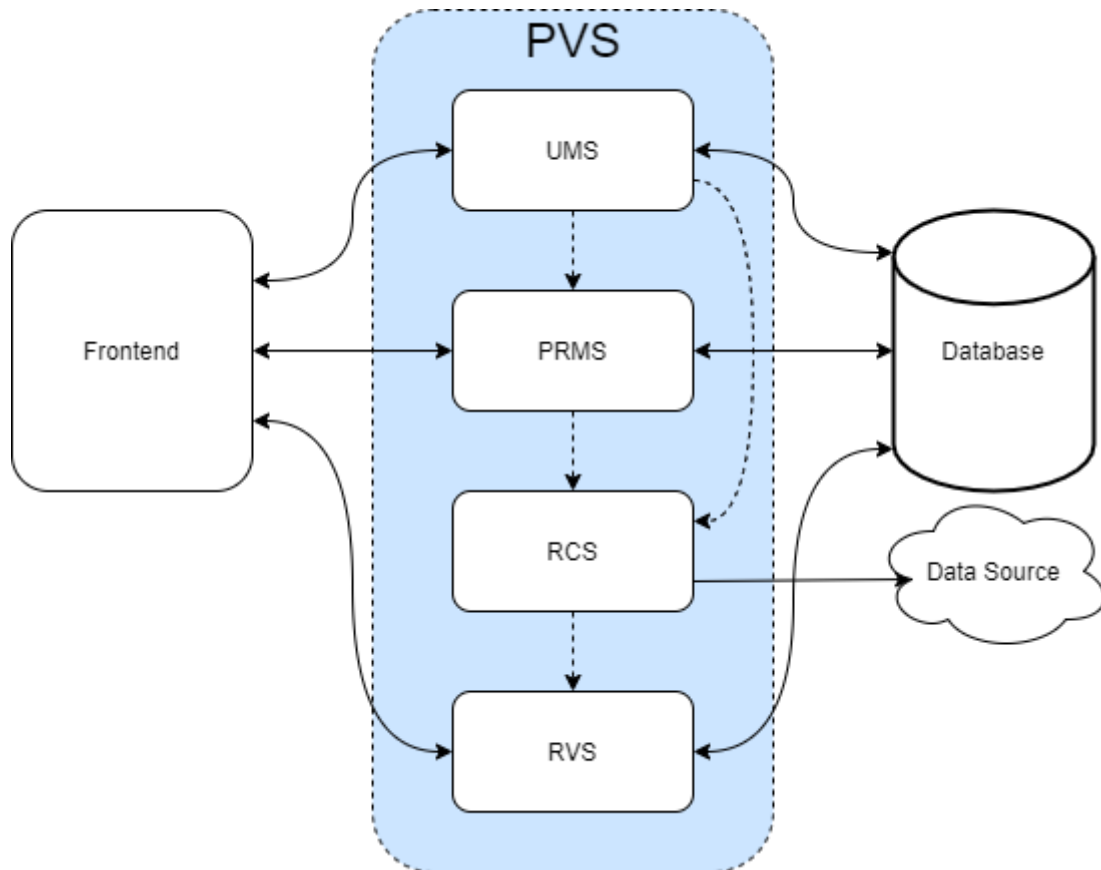 PVS
UMS
Frontend
PRMS
Database
RCS
Data Source
RVS